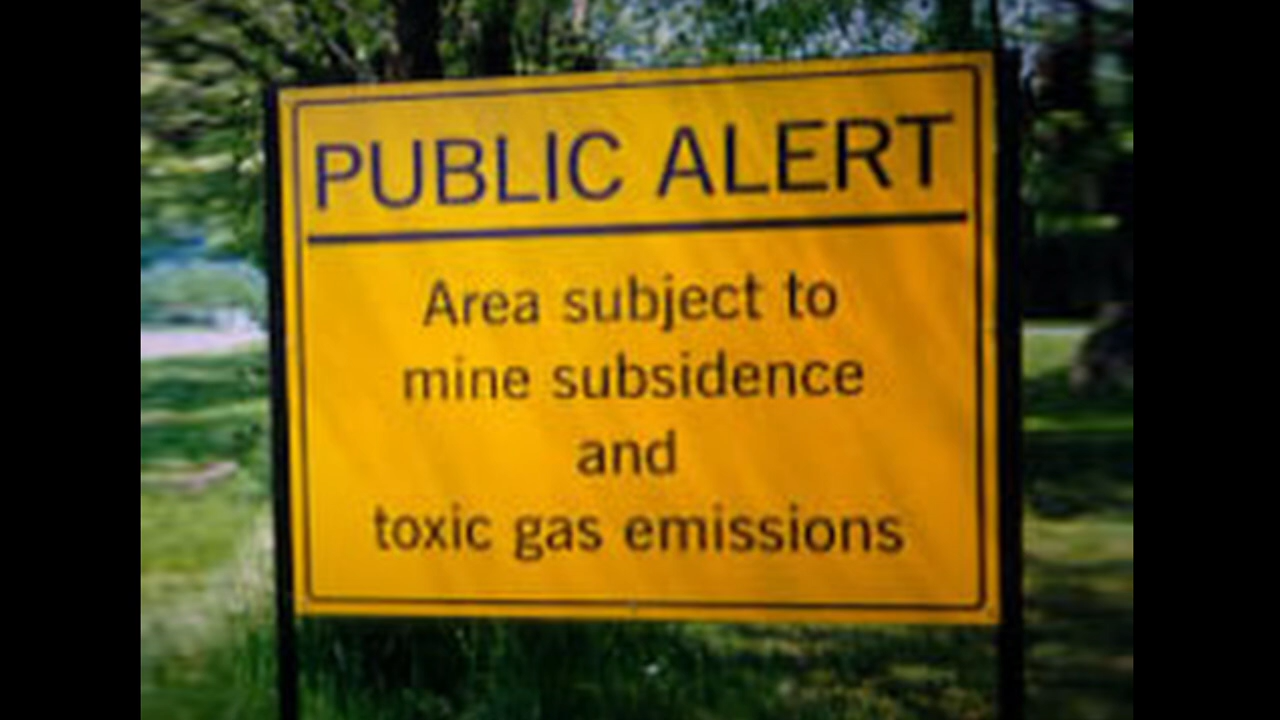 PUBLIC ALERT
Area subject to
mine subsidence
and
toxic gas emissions